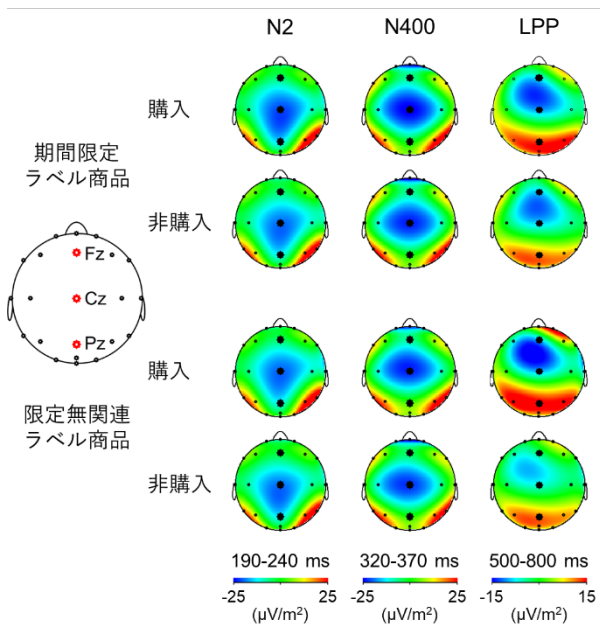 N2 N400 LPP
購入
期間限定
ラベル商品
非購入
Fz
Cz
Pz
購入
限定無関連
ラベル商品
非購入
190-240 ms 320-370 ms 500-800 ms
-25 25 -25 25 -15 15
(μV/m²) (μV/m²) (μV/m²)